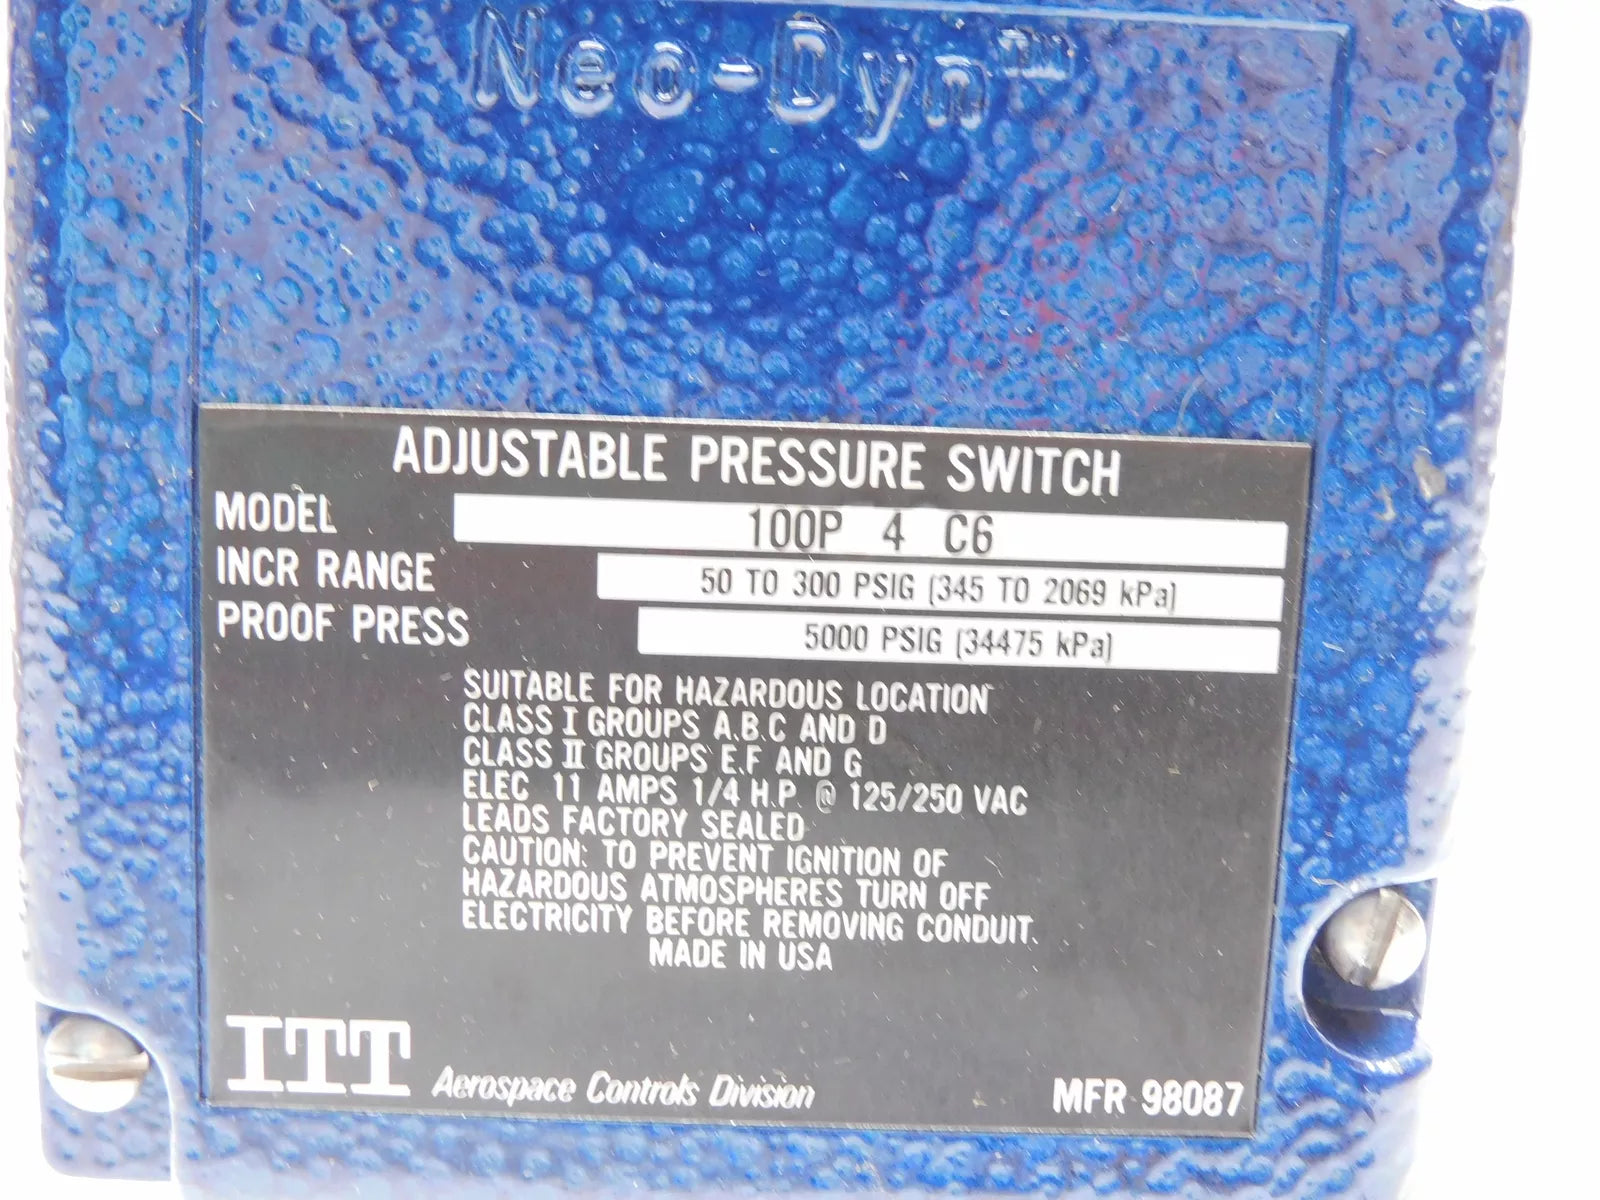 Neo-Dyn™
ADJUSTABLE PRESSURE SWITCH
MODEL 100P 4 C6
INCR RANGE 50 TO 300 PSIG (345 TO 2069 kPa)
PROOF PRESS 5000 PSIG (34475 kPa)
SUITABLE FOR HAZARDOUS LOCATION
CLASS I GROUPS A.B.C AND D
CLASS II GROUPS E.F AND G
ELEC 11 AMPS 1/4 H.P. @ 125/250 VAC
LEADS FACTORY SEALED
CAUTION: TO PREVENT IGNITION OF
HAZARDOUS ATMOSPHERES TURN OFF
ELECTRICITY BEFORE REMOVING CONDUIT.
MADE IN USA
ITT Aerospace Controls Division MFR 98087